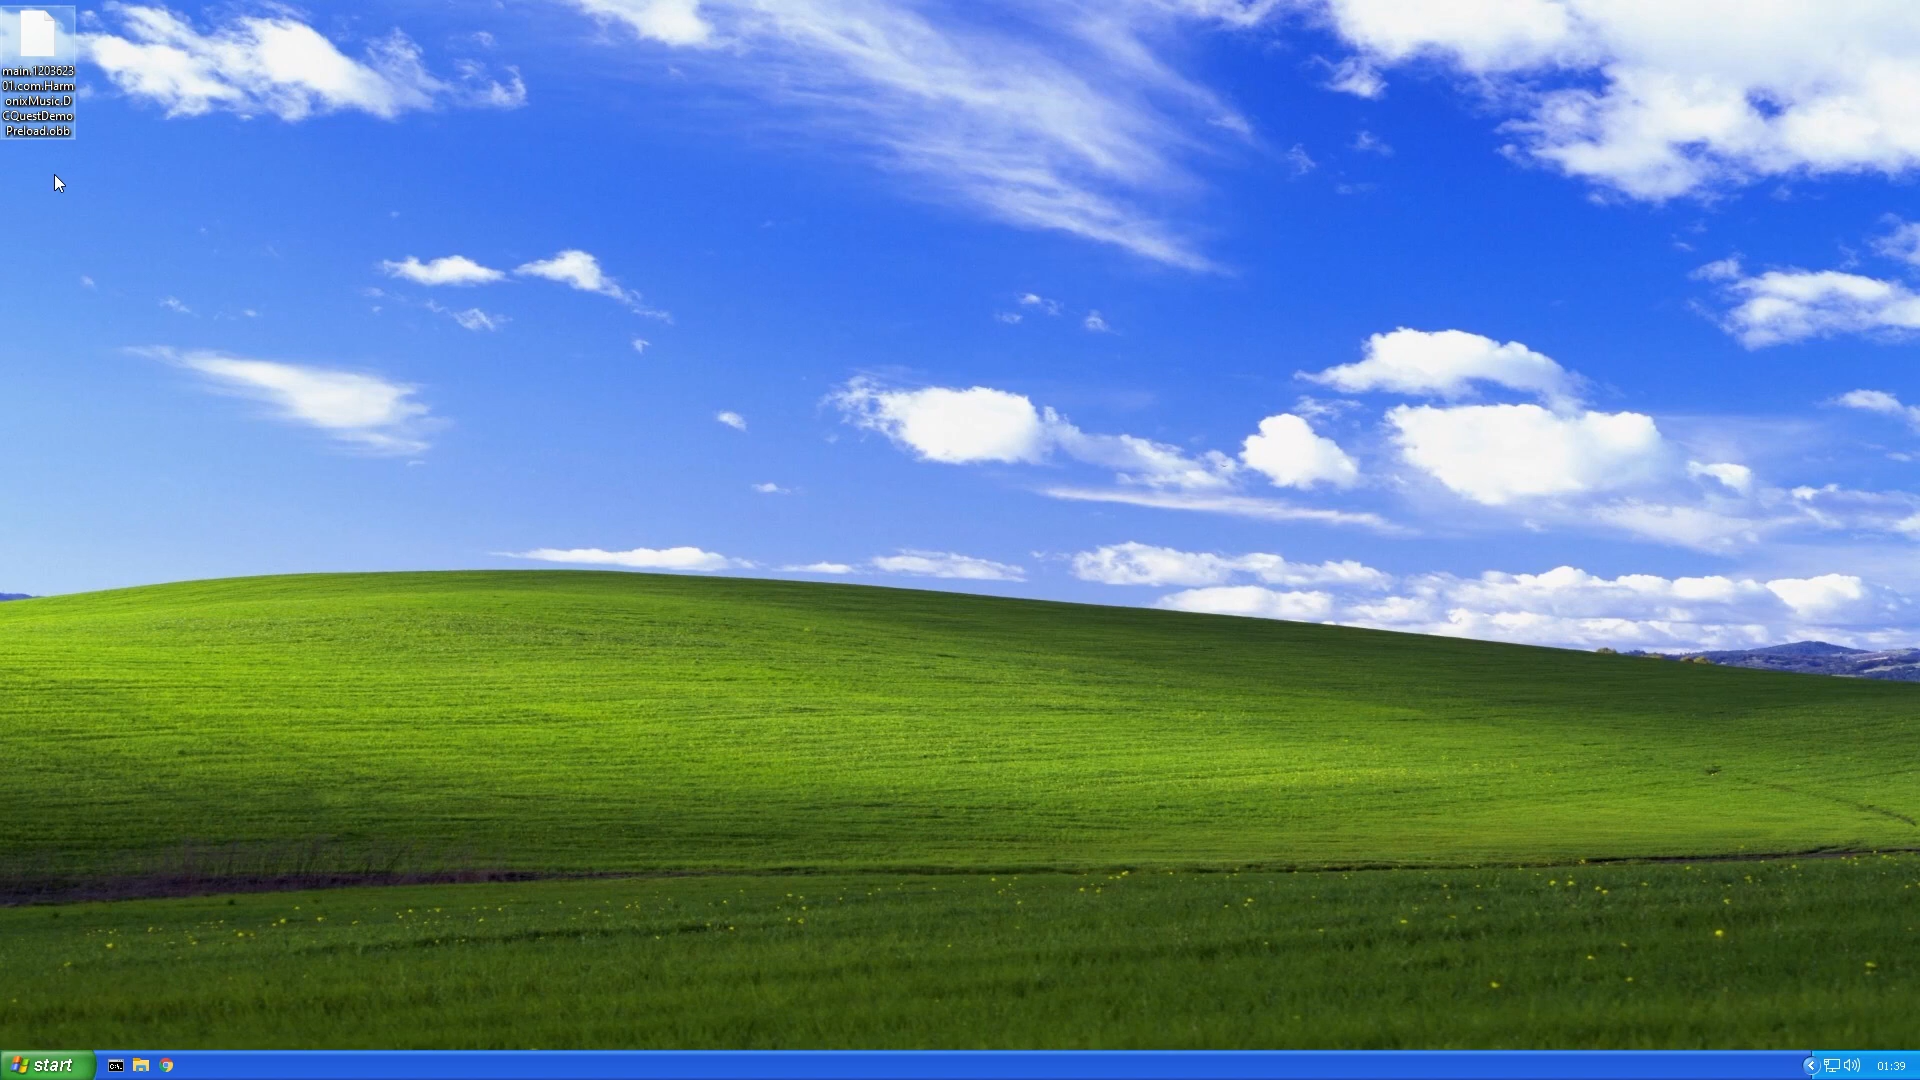 main.1203623
01.com.Harm
onixMusic.D
CQuestDemo
Preload.obb
start
C:\.
01:39